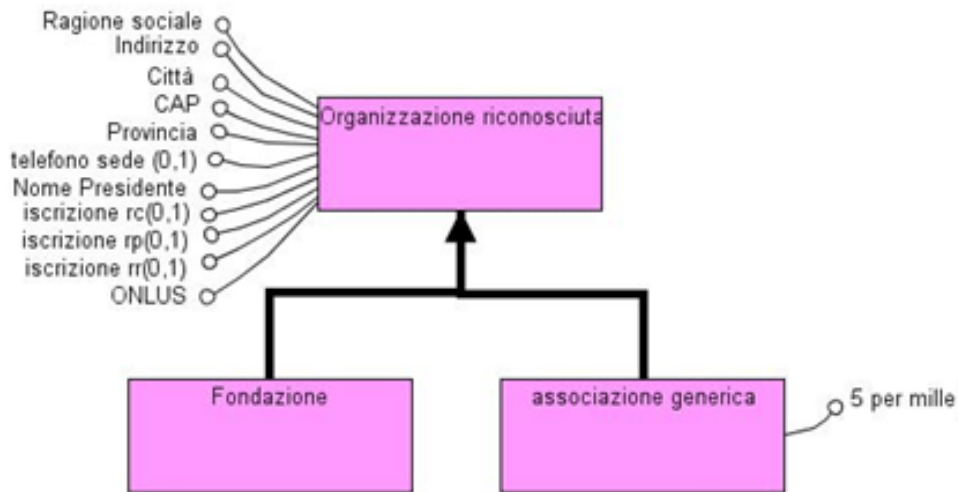 Ragione sociale
Indirizzo
Città
CAP
Provincia
telefono sede (0,1)
Nome Presidente
iscrizione rc(0,1)
iscrizione rp(0,1)
iscrizione rr(0,1)
ONLUS
Organizzazione riconosciuta
Fondazione
associazione generica
5 per mille